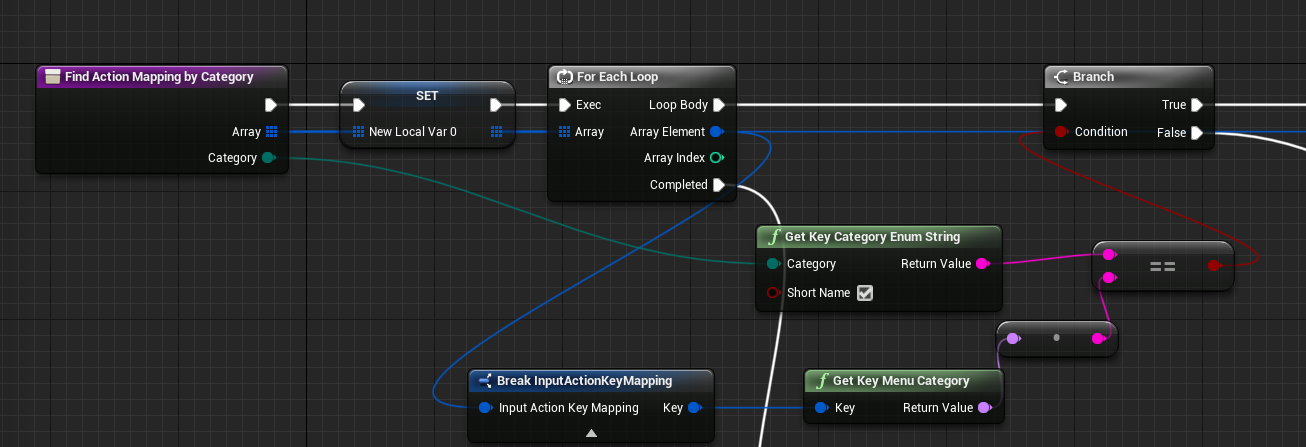 Find Action Mapping by Category
Array
Category
SET
New Local Var 0
For Each Loop
Exec
Loop Body
Array
Array Element
Array Index
Completed
Branch
True
Condition
False
f Get Key Category Enum String
Category
Return Value
Short Name
==
Break InputActionKeyMapping
Input Action Key Mapping
Key
f Get Key Menu Category
Key
Return Value